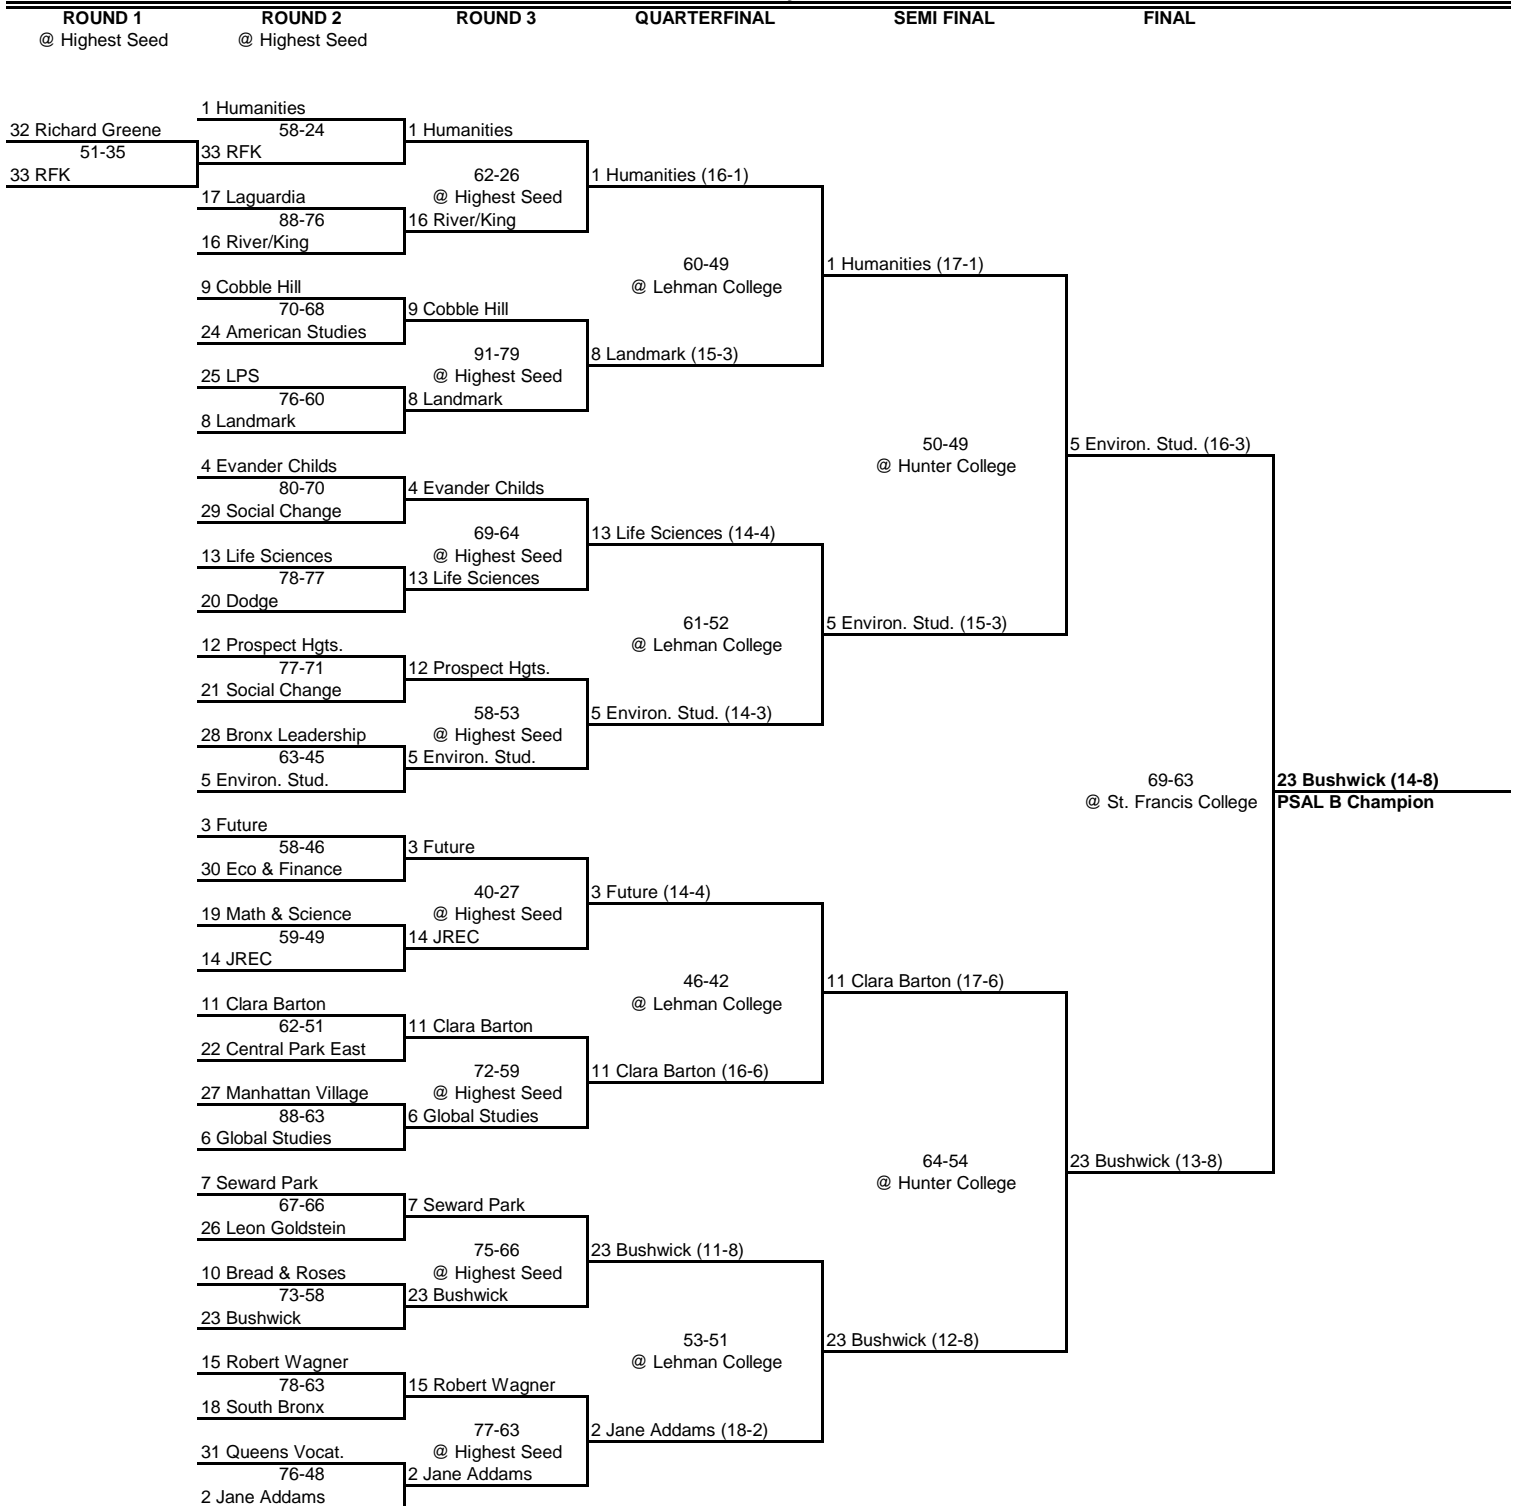 ROUND 1
@ Highest Seed
ROUND 2
@ Highest Seed
ROUND 3
QUARTERFINAL
SEMI FINAL
FINAL
32 Richard Greene
51-35
33 RFK
1 Humanities
58-24
33 RFK
17 Laguardia
88-76
16 River/King
9 Cobble Hill
70-68
24 American Studies
25 LPS
76-60
8 Landmark
4 Evander Childs
80-70
29 Social Change
13 Life Sciences
78-77
20 Dodge
12 Prospect Hgts.
77-71
21 Social Change
28 Bronx Leadership
63-45
5 Environ. Stud.
3 Future
58-46
30 Eco & Finance
19 Math & Science
59-49
14 JREC
11 Clara Barton
62-51
22 Central Park East
27 Manhattan Village
88-63
6 Global Studies
7 Seward Park
67-66
26 Leon Goldstein
10 Bread & Roses
73-58
23 Bushwick
15 Robert Wagner
78-63
18 South Bronx
31 Queens Vocat.
76-48
2 Jane Addams
1 Humanities
62-26
@ Highest Seed
16 River/King
9 Cobble Hill
91-79
@ Highest Seed
8 Landmark
4 Evander Childs
69-64
@ Highest Seed
13 Life Sciences
12 Prospect Hgts.
58-53
@ Highest Seed
5 Environ. Stud.
3 Future
40-27
@ Highest Seed
14 JREC
11 Clara Barton
72-59
@ Highest Seed
6 Global Studies
7 Seward Park
75-66
@ Highest Seed
23 Bushwick
15 Robert Wagner
77-63
@ Highest Seed
2 Jane Addams
1 Humanities (16-1)
60-49
@ Lehman College
8 Landmark (15-3)
13 Life Sciences (14-4)
61-52
@ Lehman College
5 Environ. Stud. (14-3)
3 Future (14-4)
46-42
@ Lehman College
11 Clara Barton (16-6)
23 Bushwick (11-8)
53-51
@ Lehman College
2 Jane Addams (18-2)
1 Humanities (17-1)
50-49
@ Hunter College
5 Environ. Stud. (15-3)
11 Clara Barton (17-6)
64-54
@ Hunter College
23 Bushwick (12-8)
5 Environ. Stud. (16-3)
69-63
@ St. Francis College
23 Bushwick (13-8)
23 Bushwick (14-8)
PSAL B Champion